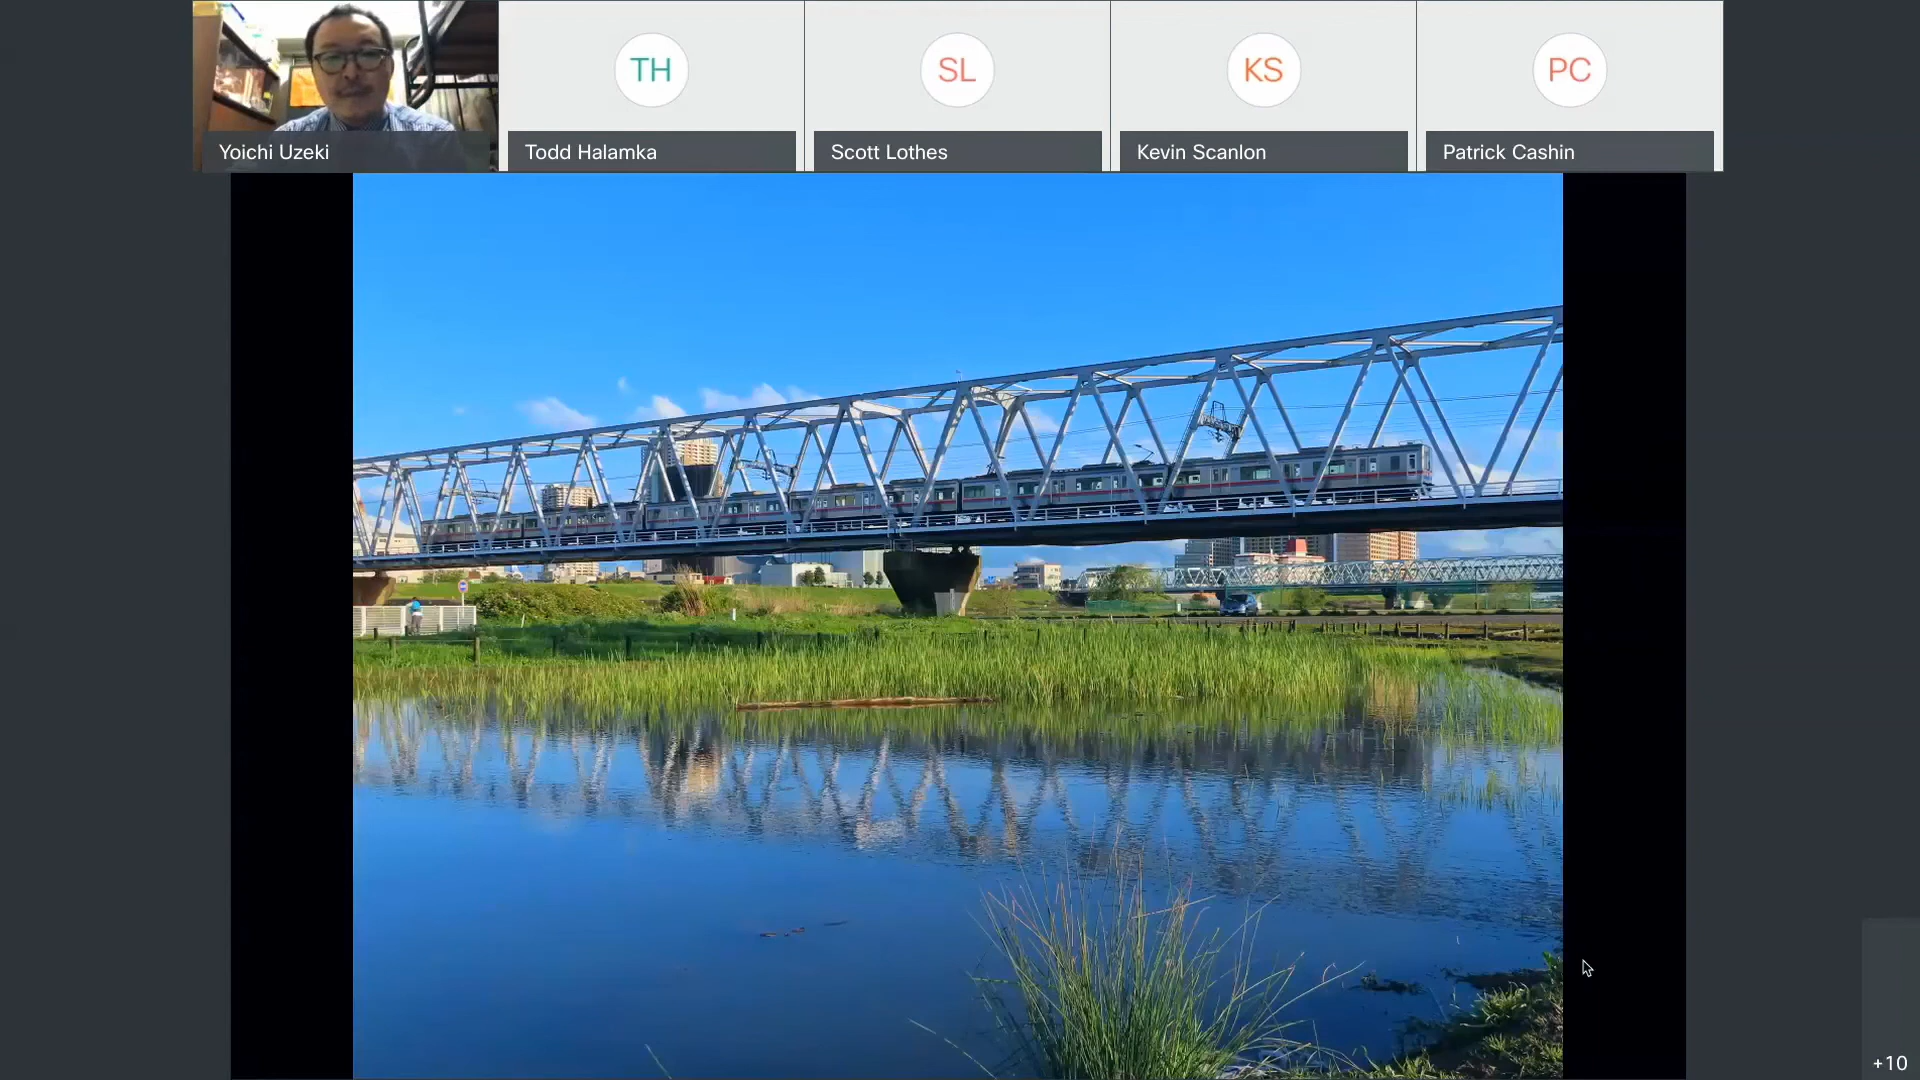 TH
SL
KS
PC
Yoichi Uzeki
Todd Halamka
Scott Lothes
Kevin Scanlon
Patrick Cashin
+10